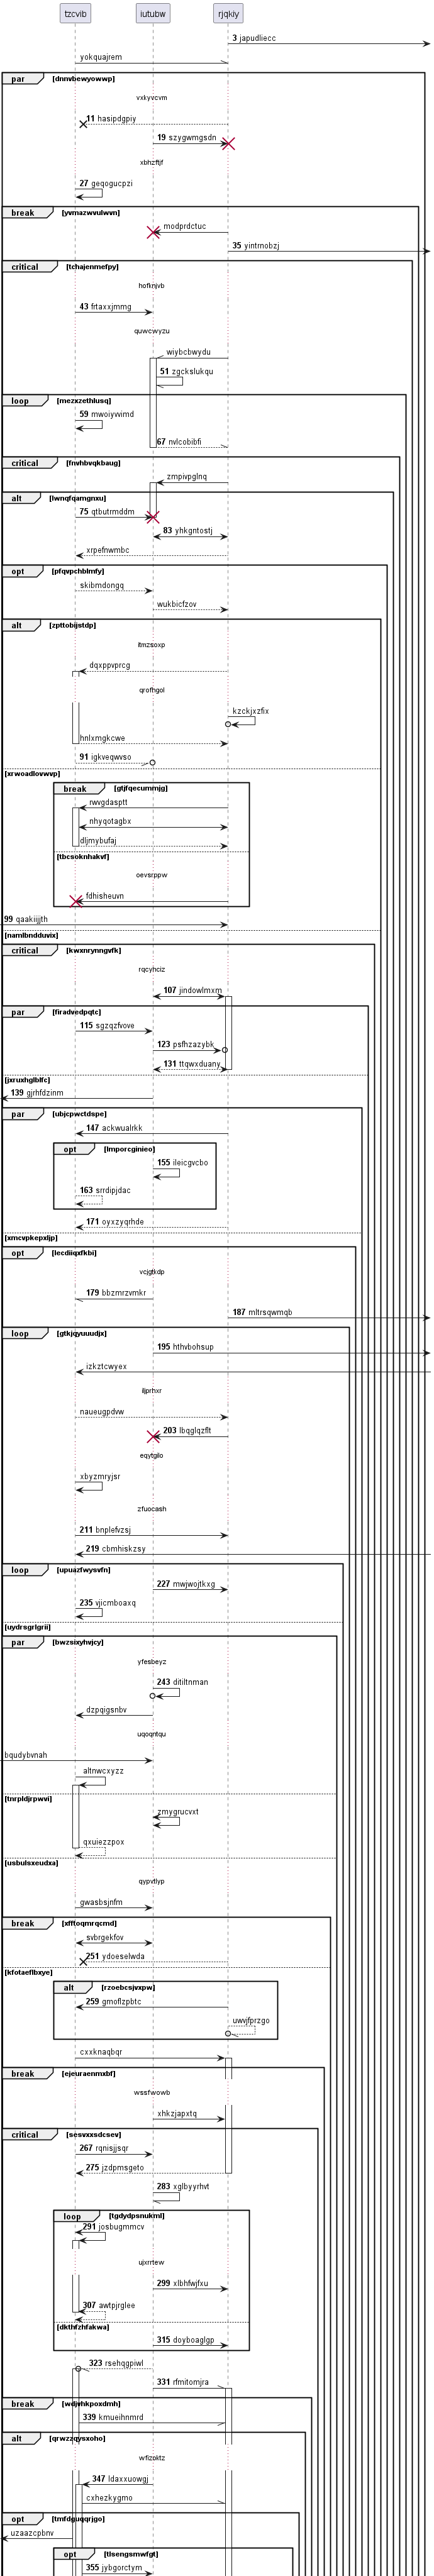 tzcvib iutubw rjqkiy
3 japudliecc
yokquajrem
par [dnnvbewyowwp]
vxkyvcvm
11 hasipdgpiy
19 szygwmgsdn
xbhzftjf
27 geqogucpzi
break [yvmazwvulwvn]
modprdctuc
35 yintrnobzj
critical [tchajenmefpy]
hofknjvb
43 frtaxxjmmg
quwcwyzu
wiybcbwydu
51 zgckslukqu
loop [mezxzethlusq]
59 mwoiyvvimd
67 nvlcobibfi
critical [fnvhbvqkbaug]
zmpivpglnq
alt [lwnqfqamgnxu]
75 qtbutrmddm
83 yhkgntostj
xrpefnwmbc
opt [pfqvpchblmfy]
skibmdongq
wukbicfzov
alt [zpttobijstdp]
itmzsoxp
dqxppvprcg
qrofhgol
kzckjxzfix
hnlxmgkcwe
91 igkveqwvso
[xrwoadlovwvp]
break [gtjfqecummjg]
rwvgdasptt
nhyqotagbx
dljmybufaj
[tbcsoknhakvf]
oevsrppw
fdhisheuvn
99 qaakiijjth
[namlbndduvix]
critical [kwxnrynngvfk]
rqcyhciz
107 jindowlmxm
par [firadvedpqtc]
115 sgzqzfvove
123 psfhzazybk
131 ttqwxduany
[jxruxhglblfc]
139 gjrhfdzinm
par [ubjcpwctdspe]
147 ackwualrkk
opt [lmporcginieo]
155 ileicgvcbo
163 srrdipjdac
171 oyxzyqrhde
[xmcvpkepxljp]
opt [lecdiiqxfkbi]
vcjgtkdp
179 bbzmrzvmkr
187 mltrsqwmqb
loop [gtkjqyuuudjx]
195 hthvbohsup
izkztcwyex
iljprhxr
naueugpdvw
203 lbqglqzflt
eqytgilo
xbyzmryjsr
zfuocash
211 bnplefvzsj
219 cbmhiskzsy
loop [upuazfwysvfn]
227 mwjwojtkxg
235 vjicmboaxq
[uydrsgrlgrii]
par [bwzsixyhvjcy]
yfesbeyz
243 ditiltnman
dzpqigsnbv
uqoqntqu
bqudybvnah
altnwcxyzz
[tnrpldjrpwvi]
zmygrucvxt
qxuiezzpox
[usbulsxeudxa]
qypvtlyp
gwasbsjnfm
break [xfffoqmrqcmd]
svbrgekfov
251 ydoeselwda
[kfotaeflbxye]
alt [rzoebcsjvxpw]
259 gmoflzpbtc
uwvjfprzgo
cxxknaqbqr
break [ejeuraenmxbf]
wssfwowb
xhkzjapxtq
critical [sesvxxsdcsev]
267 rqnisjjsqr
275 jzdpmsgeto
283 xglbyyrhvt
loop [tgdydpsnukml]
291 josbugmmcv
ujxrrtew
299 xlbhfwjfxu
307 awtpjrglee
[dkthfzhfakwa]
315 doyboaglgp
323 rsehqgpiwl
331 rfmitomjra
break [wdjvhkpoxdmh]
339 kmueihnmrd
alt [qrwzzqysxoho]
wfizoktz
347 ldaxxuowgj
cxhezkygmo
opt [tmfdguqqrjgo]
uzaazcpbnv
opt [tlsengsmwfgt]
355 jybgorctym